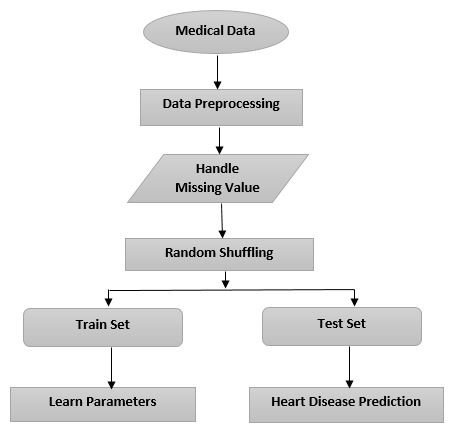 Medical Data
Data Preprocessing
Handle
Missing Value
Random Shuffling
Train Set
Test Set
Learn Parameters
Heart Disease Prediction